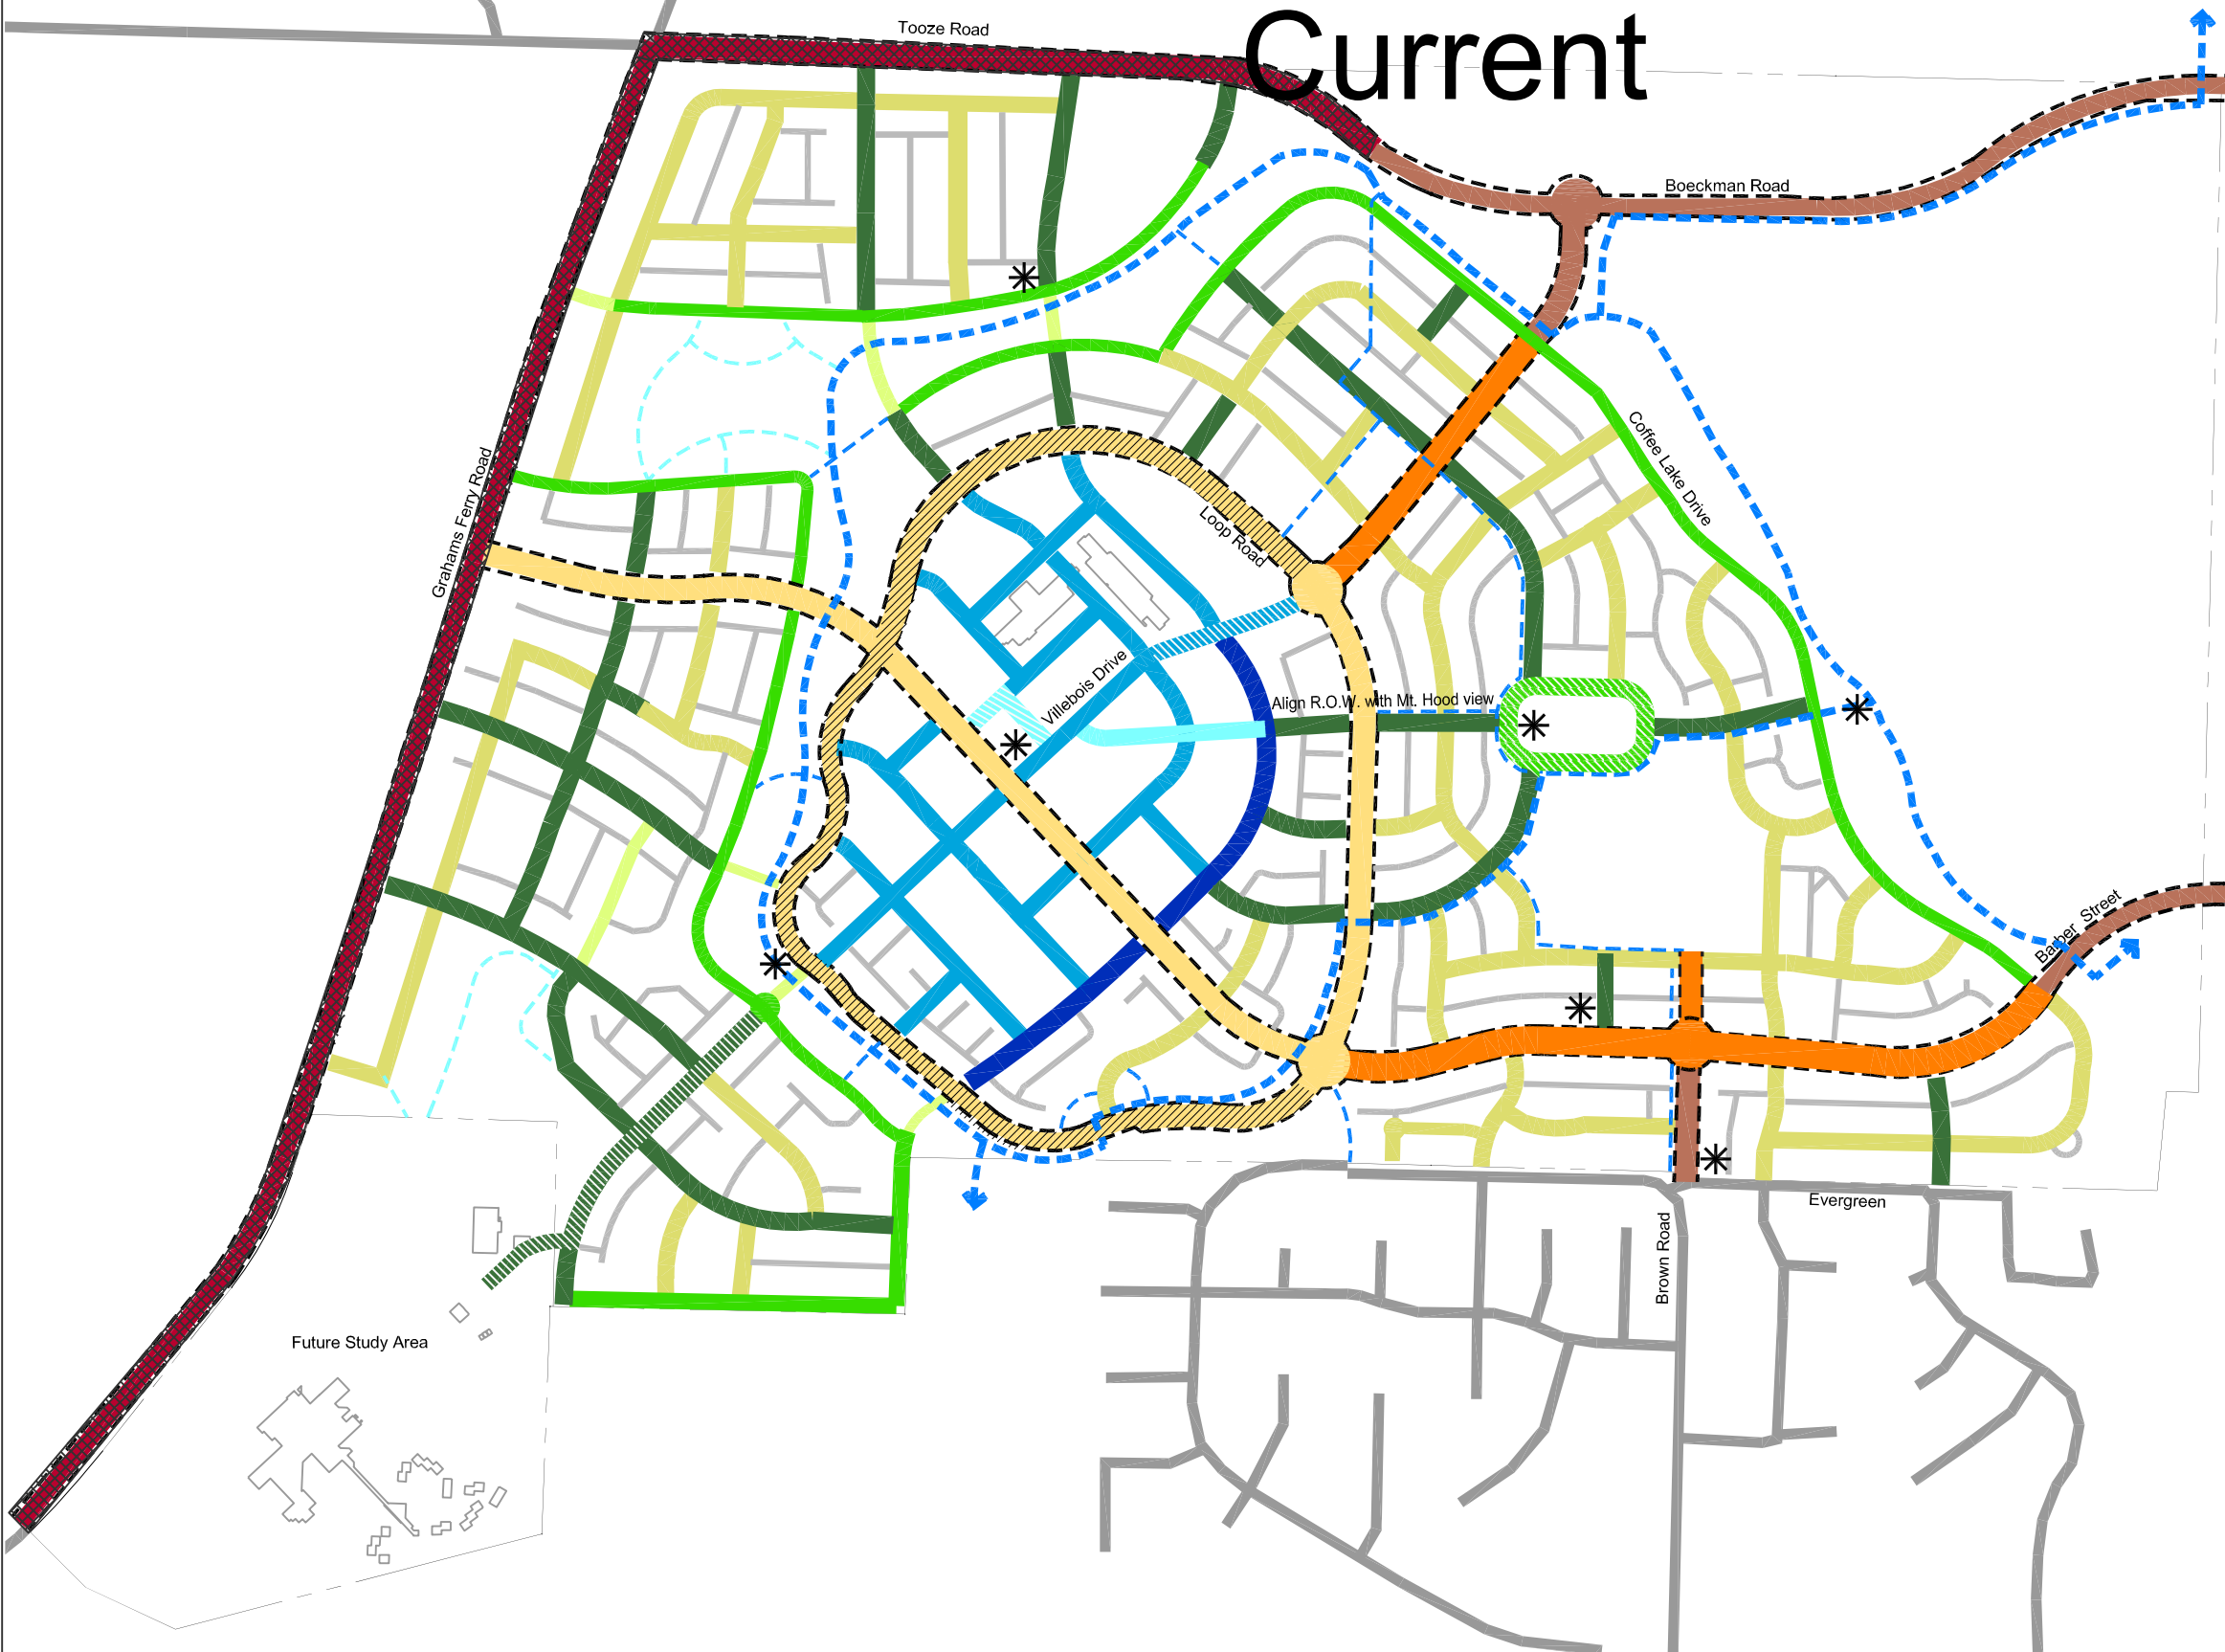 Current
Tooze Road
Boeckman Road
Grahams Ferry Road
Coffee Lake Drive
Loop Road
Villebois Drive
Align R.O.W. with Mt. Hood view
Barber Street
Evergreen
Brown Road
Future Study Area